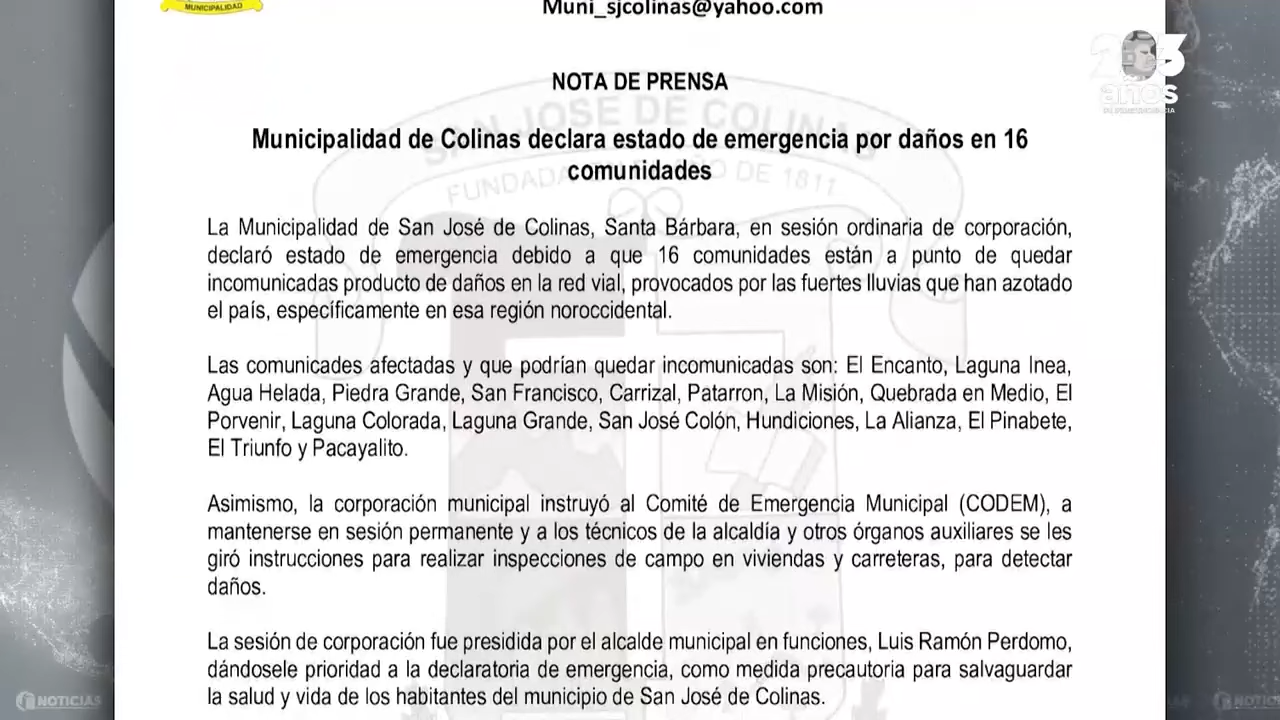 MUNICIPALIDAD
Muni_sjcolinas@yahoo.com
203
años
NOTA DE PRENSA
SAN JOSE DE COLINAS
Municipalidad de Colinas declara estado de emergencia por daños en 16
comunidades
FUNDADA AÑO DE 1811
La Municipalidad de San José de Colinas, Santa Bárbara, en sesión ordinaria de corporación,
declaró estado de emergencia debido a que 16 comunidades están a punto de quedar
incomunicadas producto de daños en la red vial, provocados por las fuertes lluvias que han azotado
el país, específicamente en esa región noroccidental.
Las comunicades afectadas y que podrían quedar incomunicadas son: El Encanto, Laguna Inea,
Agua Helada, Piedra Grande, San Francisco, Carrizal, Patarron, La Misión, Quebrada en Medio, El
Porvenir, Laguna Colorada, Laguna Grande, San José Colón, Hundiciones, La Alianza, El Pinabete,
El Triunfo y Pacayalito.
Asimismo, la corporación municipal instruyó al Comité de Emergencia Municipal (CODEM), a
mantenerse en sesión permanente y a los técnicos de la alcaldía y otros órganos auxiliares se les
giró instrucciones para realizar inspecciones de campo en viviendas y carreteras, para detectar
daños.
La sesión de corporación fue presidida por el alcalde municipal en funciones, Luis Ramón Perdomo,
dándosele prioridad a la declaratoria de emergencia, como medida precautoria para salvaguardar
la salud y vida de los habitantes del municipio de San José de Colinas.
NOTICIAS